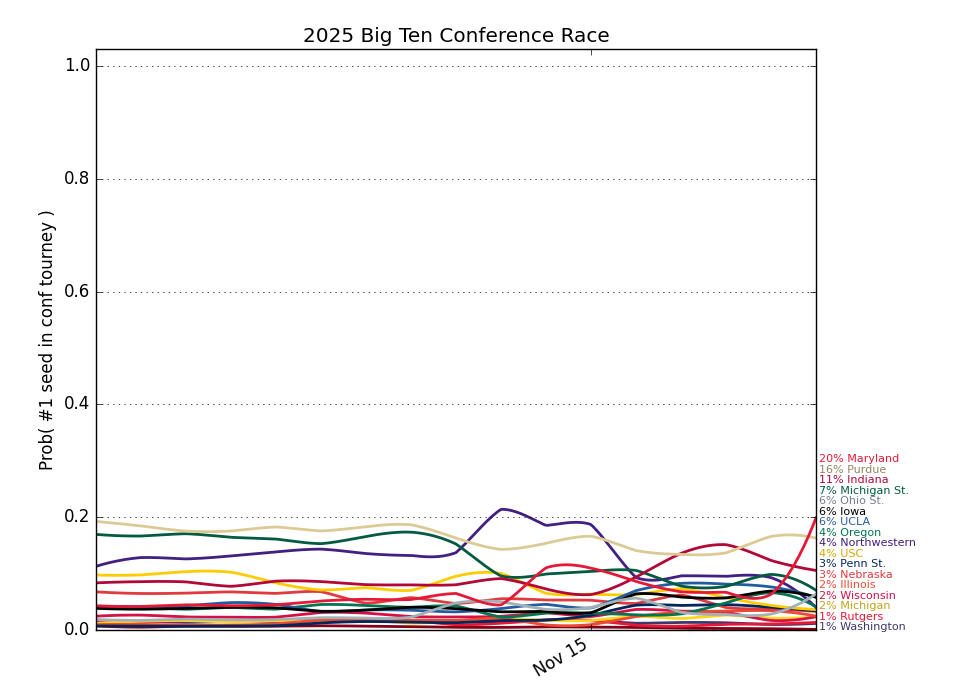 2025 Big Ten Conference Race
Prob( #1 seed in conf tourney )
1.0
0.8
0.6
0.4
0.2
0.0
Nov 15
20% Maryland
16% Purdue
11% Indiana
7% Michigan St.
6% Ohio St.
6% Iowa
6% UCLA
4% Oregon
4% Northwestern
4% USC
3% Penn St.
3% Nebraska
2% Illinois
2% Wisconsin
2% Michigan
1% Rutgers
1% Washington